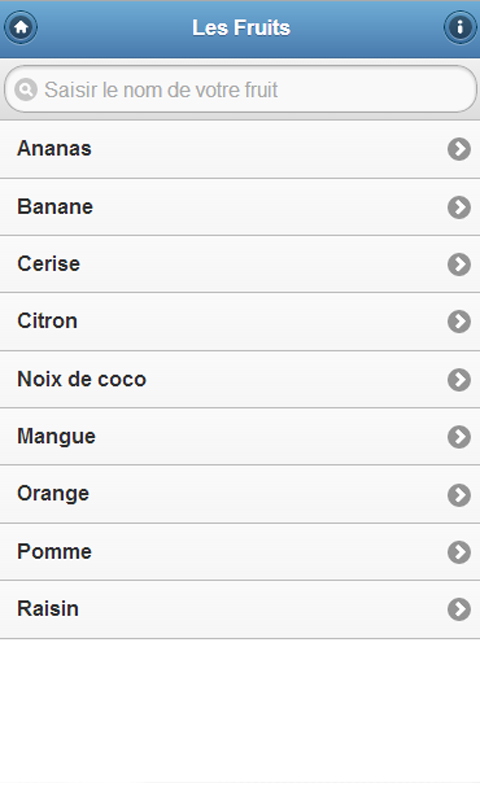 Les Fruits
Saisir le nom de votre fruit
Ananas
Banane
Cerise
Citron
Noix de coco
Mangue
Orange
Pomme
Raisin